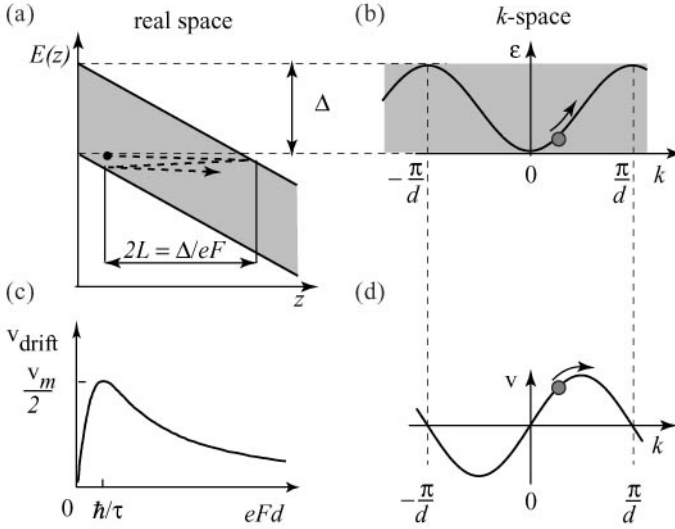 (a) real space
E(z)
Δ
2L = Δ/eF
z
(b) k-space
ε
-π/d 0 π/d k
(c)
v_drift
v_m/2
0 ħ/τ eFd
(d)
v
k
-π/d 0 π/d